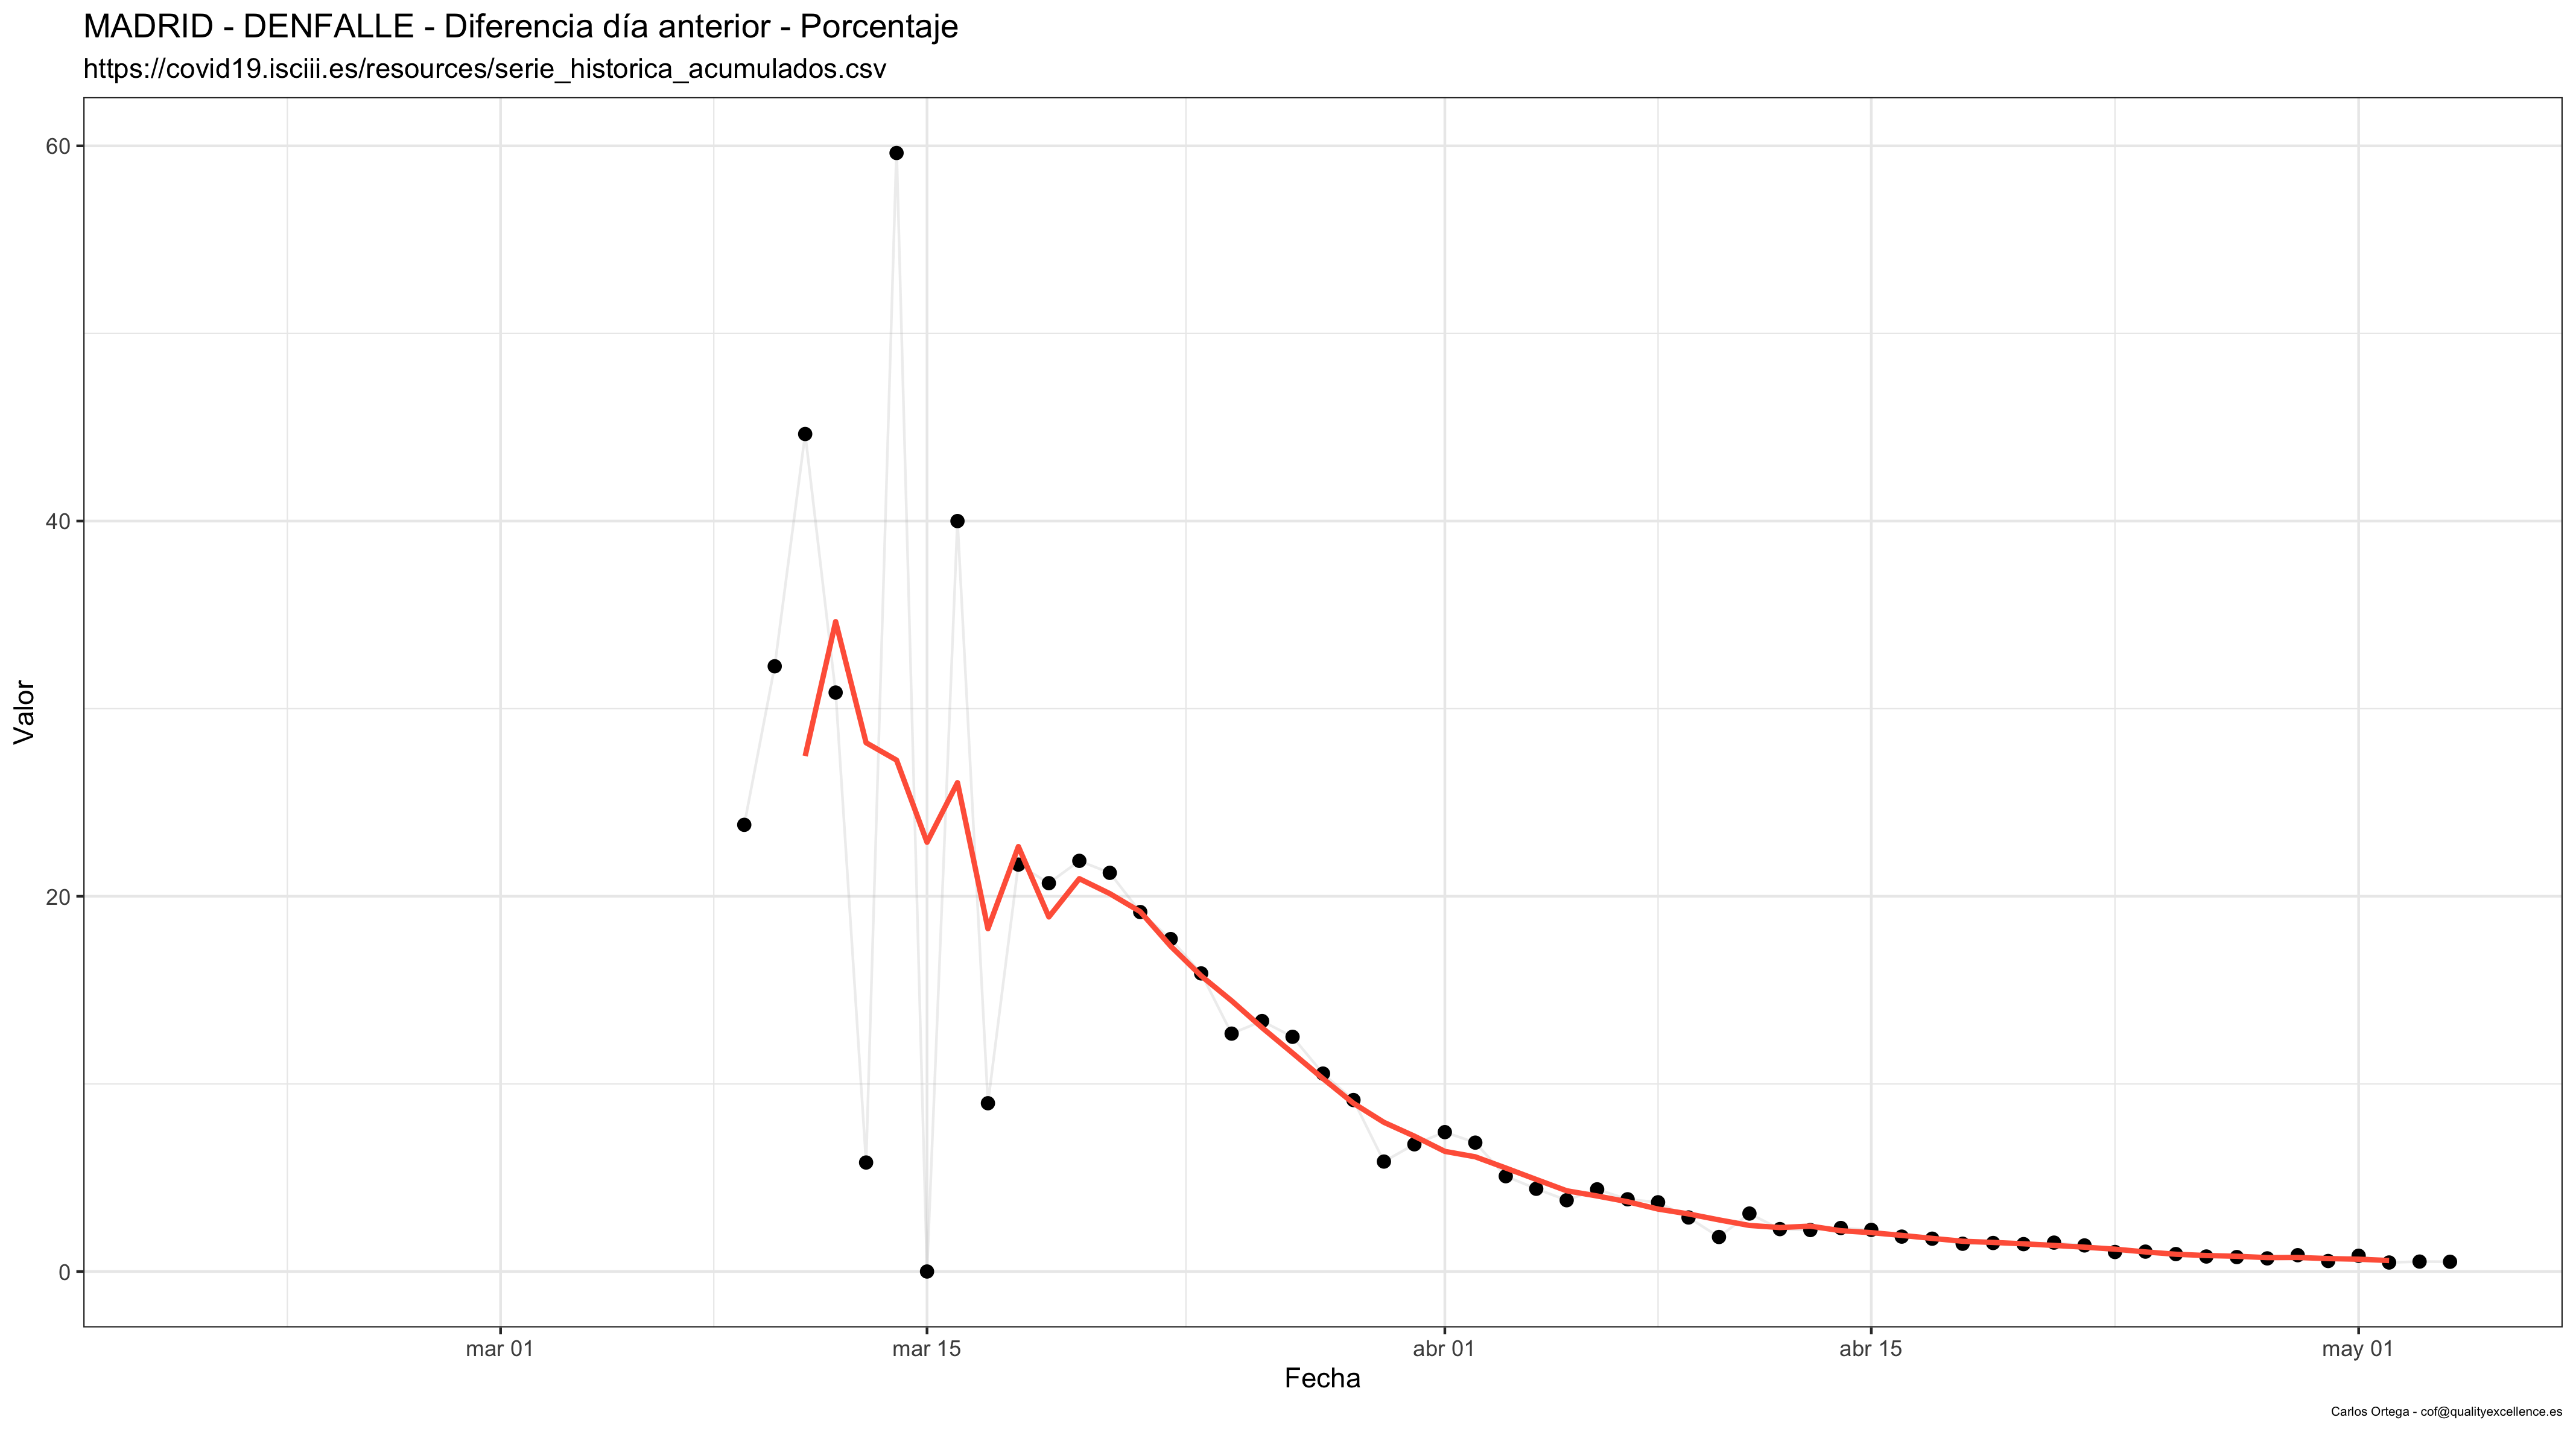 MADRID - DENFALLE - Diferencia día anterior - Porcentaje
https://covid19.isciii.es/resources/serie_historica_acumulados.csv
60
40
20
0
Valor
mar 01
mar 15
abr 01
abr 15
may 01
Fecha
Carlos Ortega - cof@qualityexcellence.es